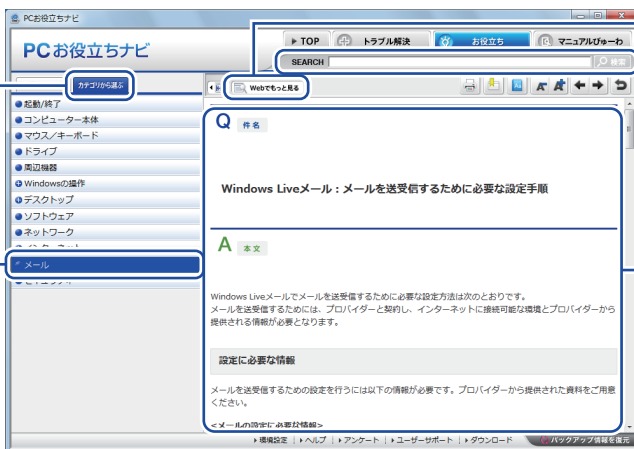 PCお役立ちナビ
PCお役立ちナビ
TOP
トラブル解決
お役立ち
マニュアルびゅーわ
SEARCH
検索
カテゴリから選ぶ
Webでもっと見る
起動/終了
コンピューター本体
マウス/キーボード
ドライブ
周辺機器
Windowsの操作
デスクトップ
ソフトウェア
ネットワーク
メール
Q 件名
Windows Liveメール:メールを送受信するために必要な設定手順
A 本文
Windows Liveメールでメールを送受信するために必要な設定方法は次のとおりです。
メールを送受信するためには、プロバイダーと契約し、インターネットに接続可能な環境とプロバイダーから
提供される情報が必要となります。
設定に必要な情報
メールを送受信するための設定を行うには以下の情報が必要です。プロバイダーから提供された資料をご用意
ください。
<メールの設定に必要な情報>
環境設定 | ヘルプ | アンケート | ユーザーサポート | ダウンロード
バックアップ情報を復元